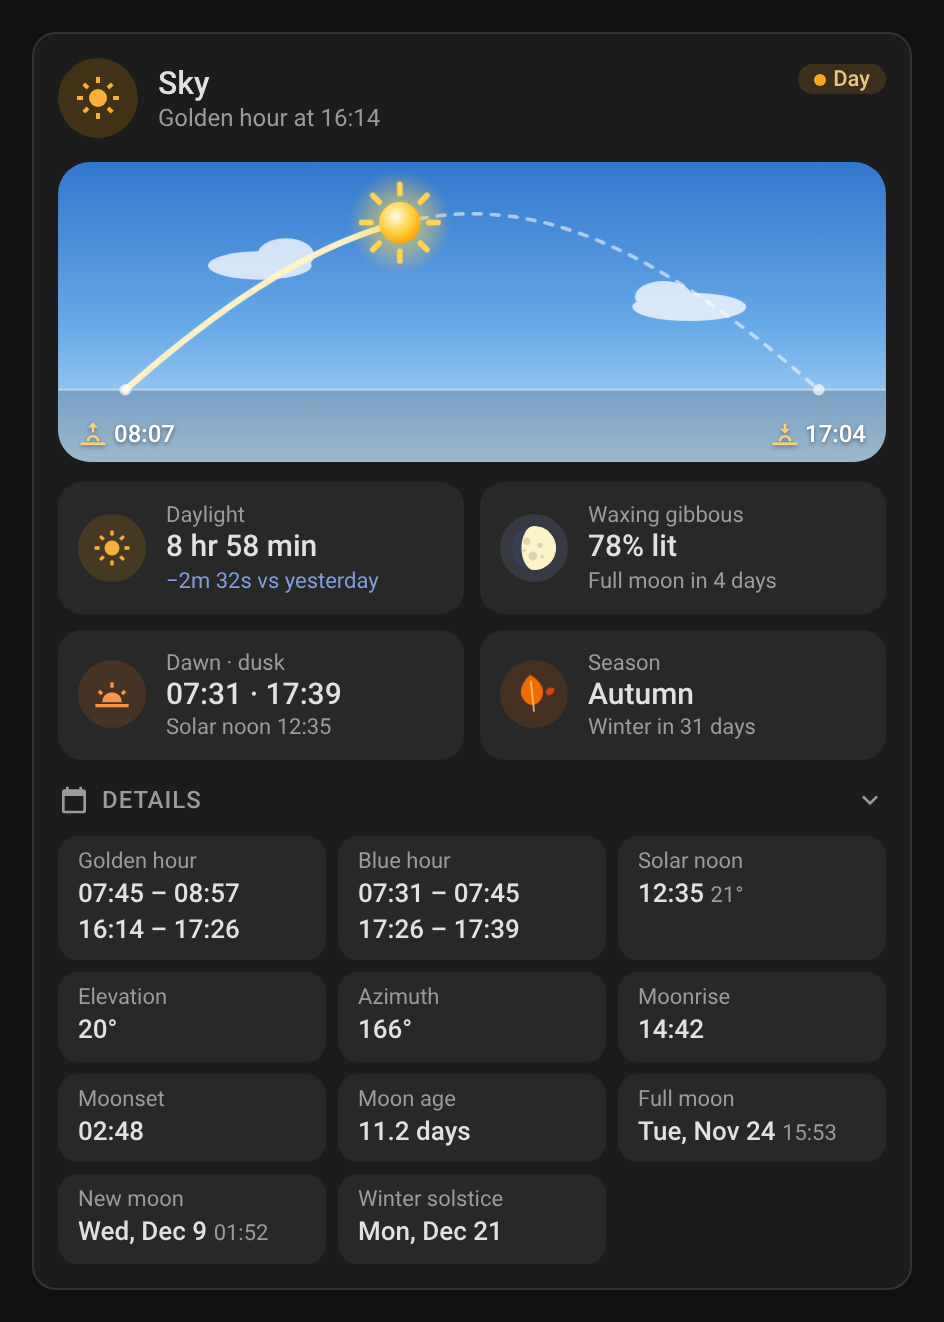 Sky
Day
Golden hour at 16:14
08:07
17:04
Daylight
8 hr 58 min
−2m 32s vs yesterday
Waxing gibbous
78% lit
Full moon in 4 days
Dawn · dusk
07:31 · 17:39
Solar noon 12:35
Season
Autumn
Winter in 31 days
DETAILS
Golden hour
07:45 – 08:57
16:14 – 17:26
Blue hour
07:31 – 07:45
17:26 – 17:39
Solar noon
12:35 21°
Elevation
20°
Azimuth
166°
Moonrise
14:42
Moonset
02:48
Moon age
11.2 days
Full moon
Tue, Nov 24 15:53
New moon
Wed, Dec 9 01:52
Winter solstice
Mon, Dec 21